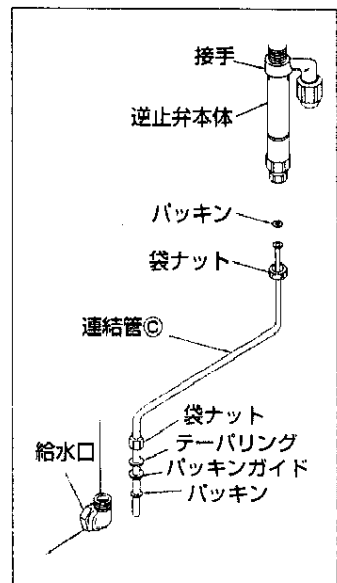 接手
逆止弁本体
パッキン
袋ナット
連結管Ⓒ
袋ナット
テーパリング
給水口
パッキンガイド
パッキン